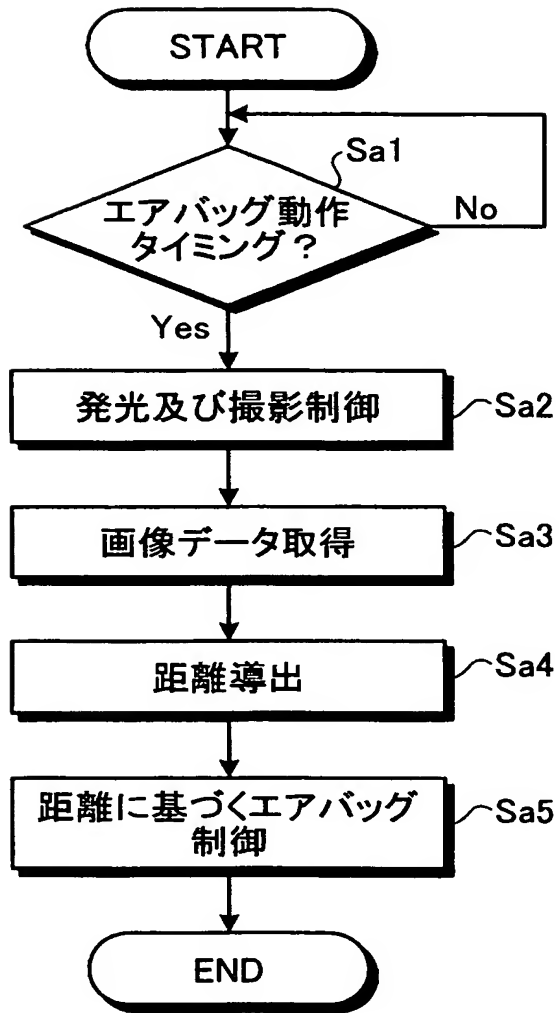 START
Sa1
エアバッグ動作
タイミング?
No
Yes
発光及び撮影制御
Sa2
画像データ取得
Sa3
距離導出
Sa4
距離に基づくエアバッグ
制御
Sa5
END